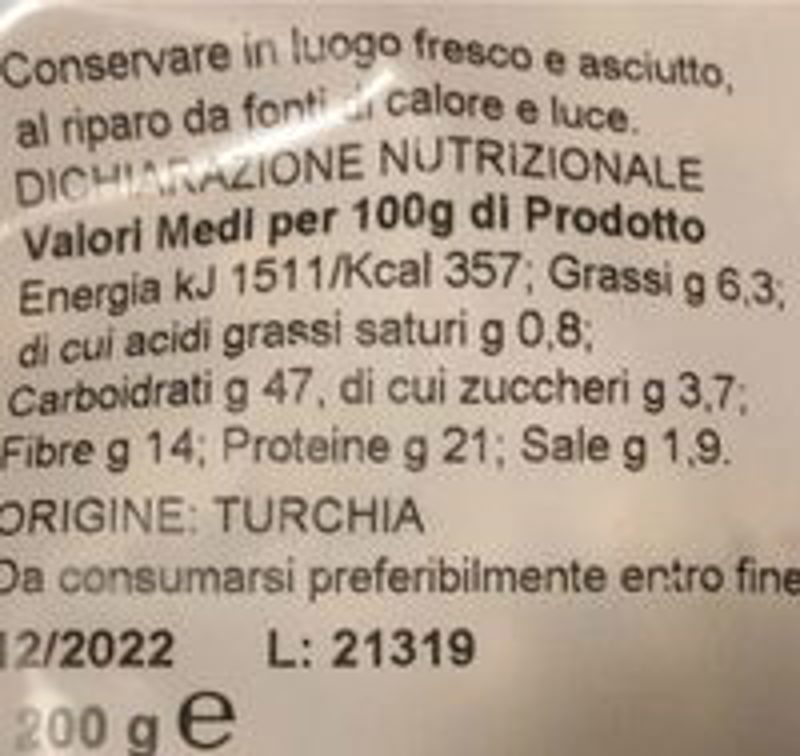 Conservare in luogo fresco e asciutto,
al riparo da fonti di calore e luce.
DICHIARAZIONE NUTRIZIONALE
Valori Medi per 100g di Prodotto
Energia kJ 1511/Kcal 357; Grassi g 6,3;
di cui acidi grassi saturi g 0,8;
Carboidrati g 47, di cui zuccheri g 3,7;
Fibre g 14; Proteine g 21; Sale g 1,9.
ORIGINE: TURCHIA
Da consumarsi preferibilmente entro fine
12/2022 L: 21319
200 g e